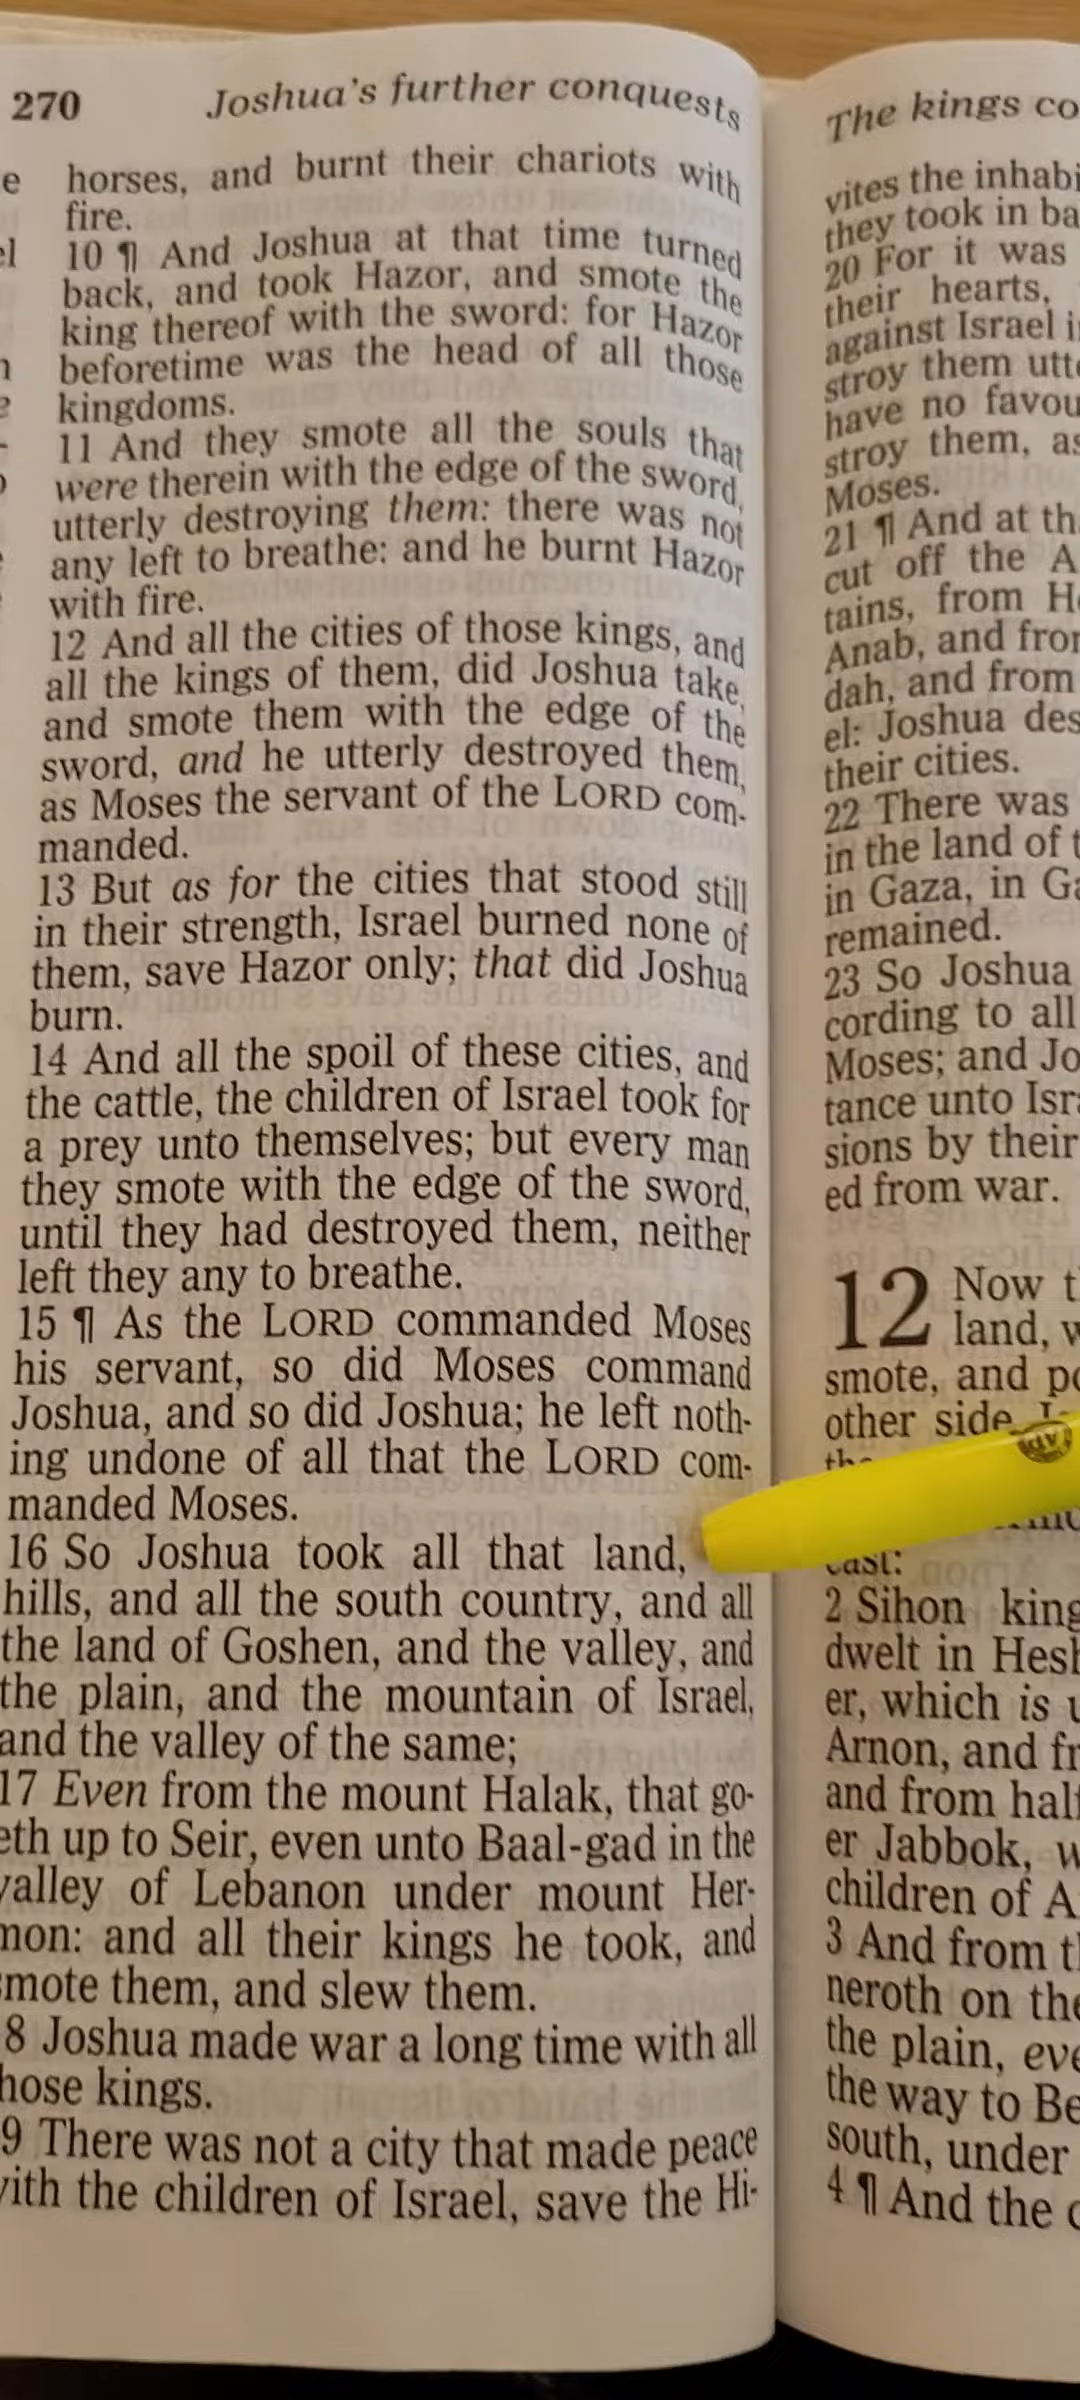 270 Joshua's further conquests
horses, and burnt their chariots with
fire.
10 ¶ And Joshua at that time turned
back, and took Hazor, and smote the
king thereof with the sword: for Hazor
beforetime was the head of all those
kingdoms.
11 And they smote all the souls that
were therein with the edge of the sword,
utterly destroying them: there was not
any left to breathe: and he burnt Hazor
with fire.
12 And all the cities of those kings, and
all the kings of them, did Joshua take,
and smote them with the edge of the
sword, and he utterly destroyed them,
as Moses the servant of the LORD com-
manded.
13 But as for the cities that stood still
in their strength, Israel burned none of
them, save Hazor only; that did Joshua
burn.
14 And all the spoil of these cities, and
the cattle, the children of Israel took for
a prey unto themselves; but every man
they smote with the edge of the sword,
until they had destroyed them, neither
left they any to breathe.
15 ¶ As the LORD commanded Moses
his servant, so did Moses command
Joshua, and so did Joshua; he left noth-
ing undone of all that the LORD com-
manded Moses.
16 So Joshua took all that land,
hills, and all the south country, and all
the land of Goshen, and the valley, and
the plain, and the mountain of Israel,
and the valley of the same;
17 Even from the mount Halak, that go-
eth up to Seir, even unto Baal-gad in the
valley of Lebanon under mount Her-
mon: and all their kings he took, and
smote them, and slew them.
8 Joshua made war a long time with all
hose kings.
9 There was not a city that made peace
with the children of Israel, save the Hi-
The kings co
vites the inhabi
they took in ba
20 For it was
their hearts,
against Israel i
stroy them utte
have no favou
stroy them, as
Moses.
21 ¶ And at th
cut off the A
tains, from He
Anab, and fro
dah, and from
el: Joshua des
their cities.
22 There was
in the land of t
in Gaza, in Ga
remained.
23 So Joshua
cording to all
Moses; and Jo
tance unto Isra
sions by their
ed from war.
12 Now t
land, w
smote, and po
other side
east:
2 Sihon king
dwelt in Hesh
er, which is u
Arnon, and fr
and from half
er Jabbok, w
children of A
3 And from t
neroth on the
the plain, eve
the way to Be
south, under
4 ¶ And the c